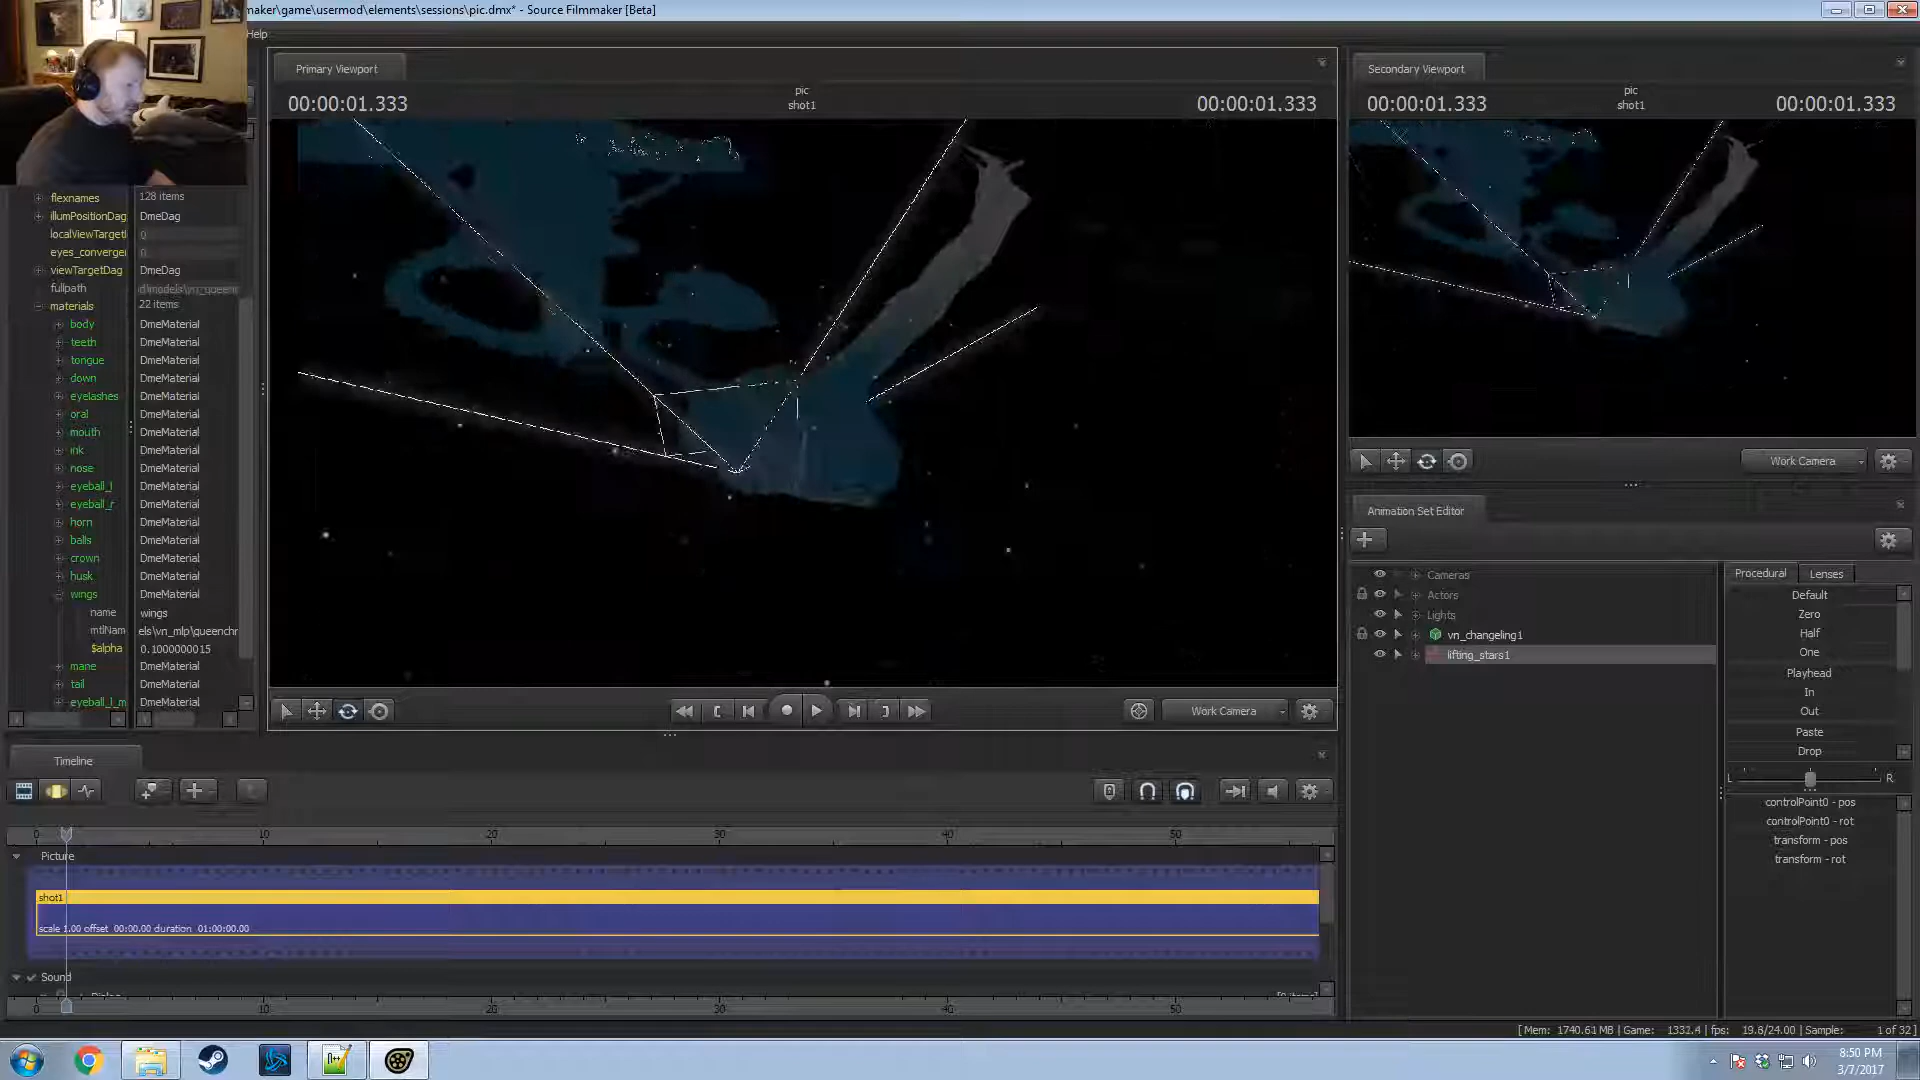 maker\game\usermod\elements\sessions\pic.dmx* - Source Filmmaker [Beta]
Help
Primary Viewport
Secondary Viewport
00:00:01.333
pic
shot1
00:00:01.333
00:00:01.333
pic
shot1
00:00:01.333
flexnames 128 items
illumPositionDag DmeDag
localViewTargetF 0
eyes_converger 0
viewTargetDag DmeDag
fullpath
materials 22 items
body DmeMaterial
teeth DmeMaterial
tongue DmeMaterial
down DmeMaterial
eyelashes DmeMaterial
oral DmeMaterial
mouth DmeMaterial
ink DmeMaterial
nose DmeMaterial
eyeball_l DmeMaterial
eyeball_r DmeMaterial
horn DmeMaterial
balls DmeMaterial
crown DmeMaterial
husk DmeMaterial
wings DmeMaterial
name wings
mtlNam els\vn_mlp\queenchr
$alpha 0.1000000015
mane DmeMaterial
tail DmeMaterial
eyeball_l_m DmeMaterial
Work Camera
Work Camera
Animation Set Editor
Cameras
Actors
Lights
vn_changeling1
lifting_stars1
Procedural Lenses
Default
Zero
Half
One
Playhead
In
Out
Paste
Drop
L R
controlPoint0 - pos
controlPoint0 - rot
transform - pos
transform - rot
Timeline
0 10 20 30 40 50
Picture
shot1
scale 1.00 offset 00:00.00 duration 01:00:00.00
Sound
0 10 20 30 40 50
[ Mem: 1740.61 MB | Game: 1332.4 | fps: 19.8/24.00 | Sample: 1 of 32 ]
8:50 PM
3/7/2017